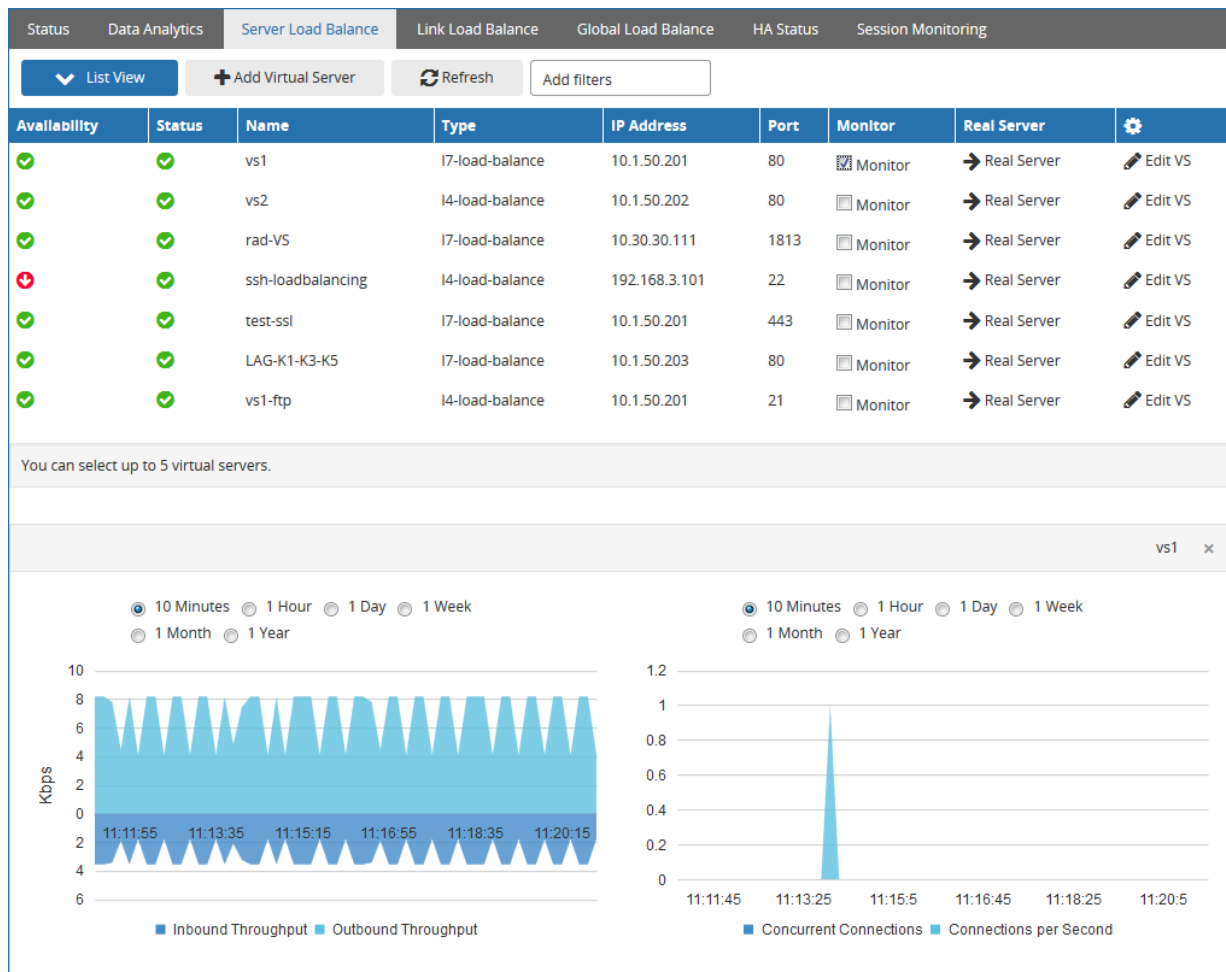 Status Data Analytics Server Load Balance Link Load Balance Global Load Balance HA Status Session Monitoring
List View Add Virtual Server Refresh Add filters
Availability Status Name Type IP Address Port Monitor Real Server
vs1 l7-load-balance 10.1.50.201 80 Monitor Real Server Edit VS
vs2 l4-load-balance 10.1.50.202 80 Monitor Real Server Edit VS
rad-VS l7-load-balance 10.30.30.111 1813 Monitor Real Server Edit VS
ssh-loadbalancing l4-load-balance 192.168.3.101 22 Monitor Real Server Edit VS
test-ssl l7-load-balance 10.1.50.201 443 Monitor Real Server Edit VS
LAG-K1-K3-K5 l7-load-balance 10.1.50.203 80 Monitor Real Server Edit VS
vs1-ftp l4-load-balance 10.1.50.201 21 Monitor Real Server Edit VS
You can select up to 5 virtual servers.
vs1 ×
10 Minutes 1 Hour 1 Day 1 Week
1 Month 1 Year
10
8
6
4
2
0
2
4
6
Kbps
11:11:55 11:13:35 11:15:15 11:16:55 11:18:35 11:20:15
Inbound Throughput Outbound Throughput
10 Minutes 1 Hour 1 Day 1 Week
1 Month 1 Year
1.2
1
0.8
0.6
0.4
0.2
0
11:11:45 11:13:25 11:15:5 11:16:45 11:18:25 11:20:5
Concurrent Connections Connections per Second